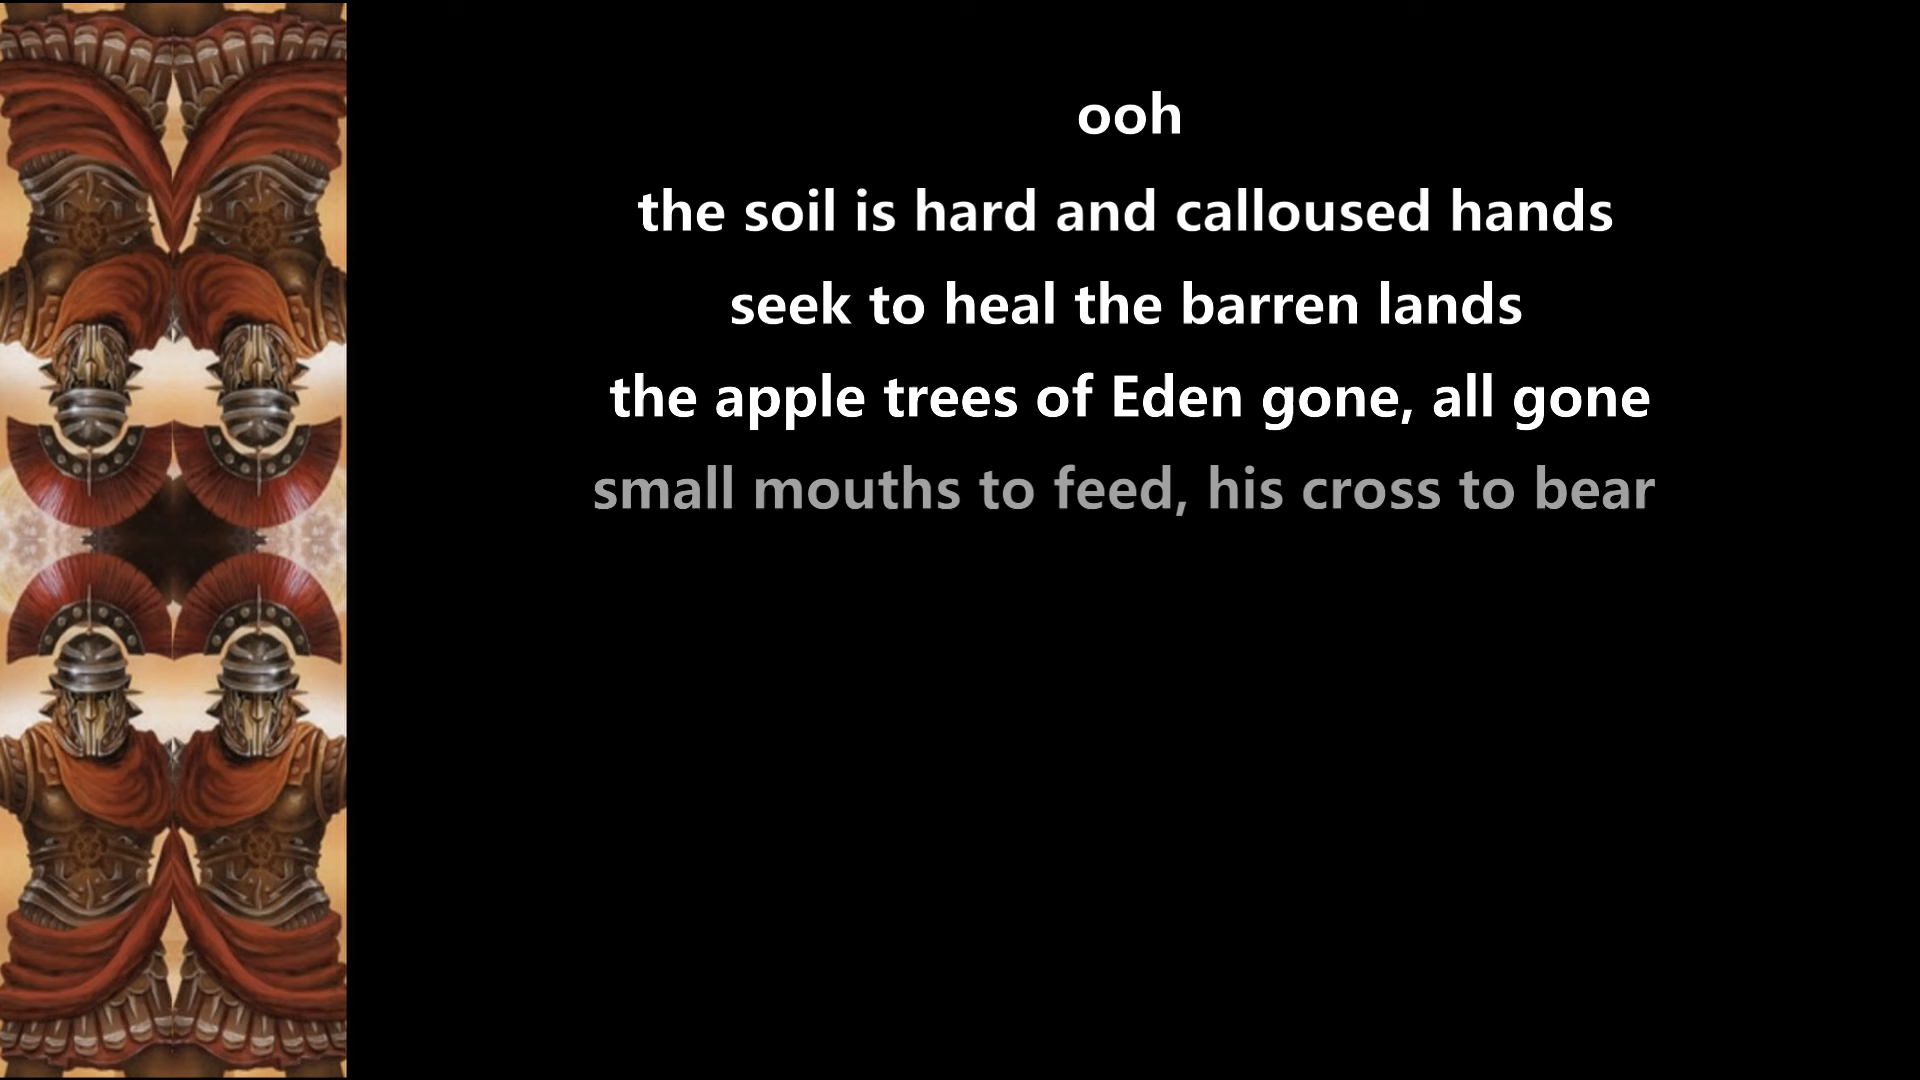 ooh
the soil is hard and calloused hands
seek to heal the barren lands
the apple trees of Eden gone, all gone
small mouths to feed, his cross to bear